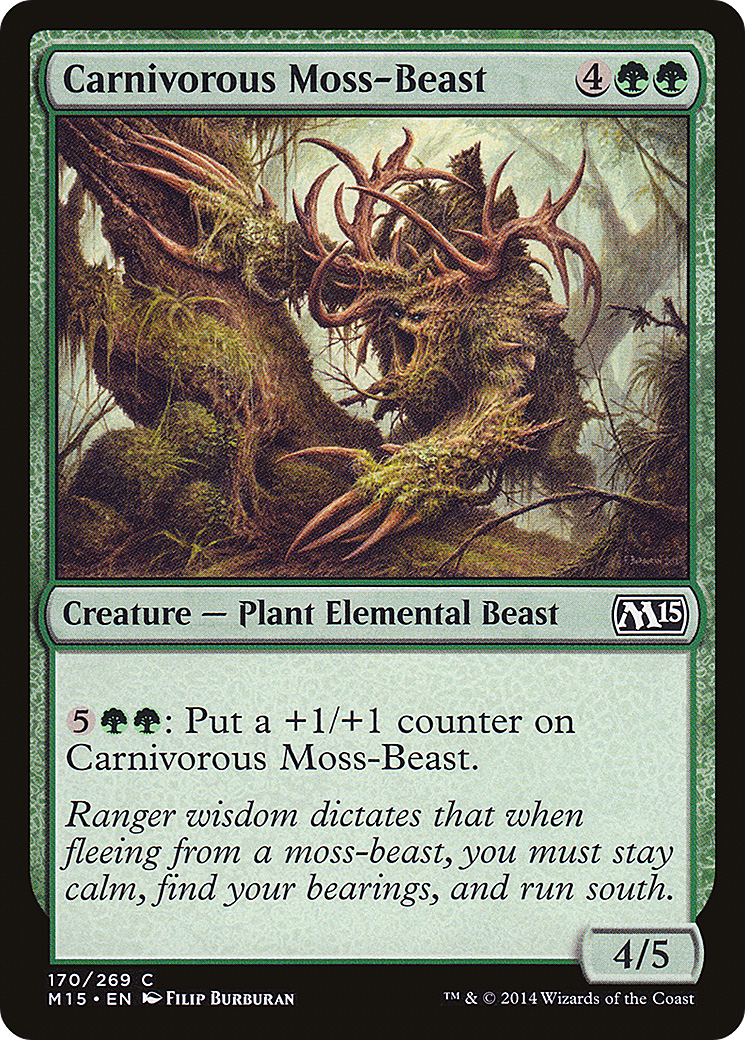 Carnivorous Moss-Beast 4
Creature — Plant Elemental Beast M15
5: Put a +1/+1 counter on
Carnivorous Moss-Beast.
Ranger wisdom dictates that when
fleeing from a moss-beast, you must stay
calm, find your bearings, and run south.
4/5
170/269 C
M15 • EN Filip Burburan ™ & © 2014 Wizards of the Coast